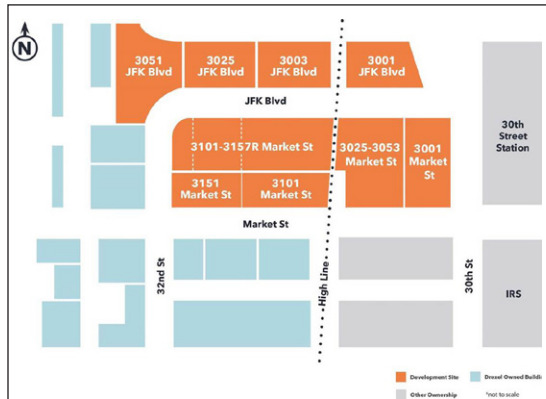 N
3051
JFK Blvd
3025
JFK Blvd
3003
JFK Blvd
3001
JFK Blvd
JFK Blvd
30th
Street
Station
3101-3157R Market St
3025-3053
Market St
3001
Market
St
3151
Market St
3101
Market St
Market St
32nd St
High Line
30th St
IRS
Development Site
Drexel Owned Buildin
Other Ownership
*not to scale